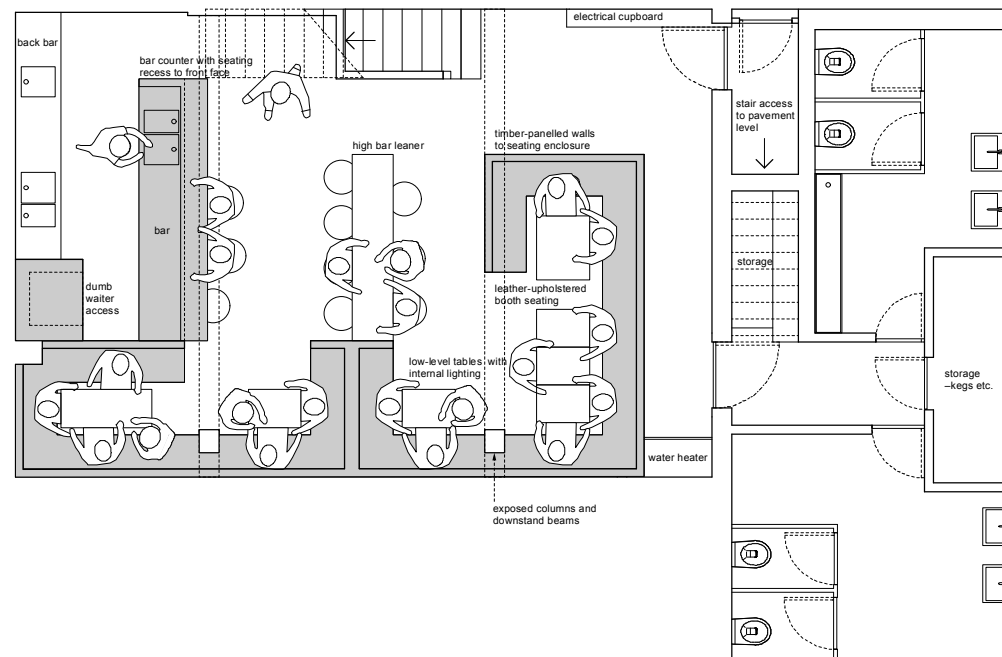 electrical cupboard
back bar
bar counter with seating
recess to front face
stair access
to pavement
level
timber-panelled walls
to seating enclosure
high bar leaner
bar
storage
dumb
waiter
access
leather-upholstered
booth seating
low-level tables with
internal lighting
storage
–kegs etc.
water heater
exposed columns and
downstand beams